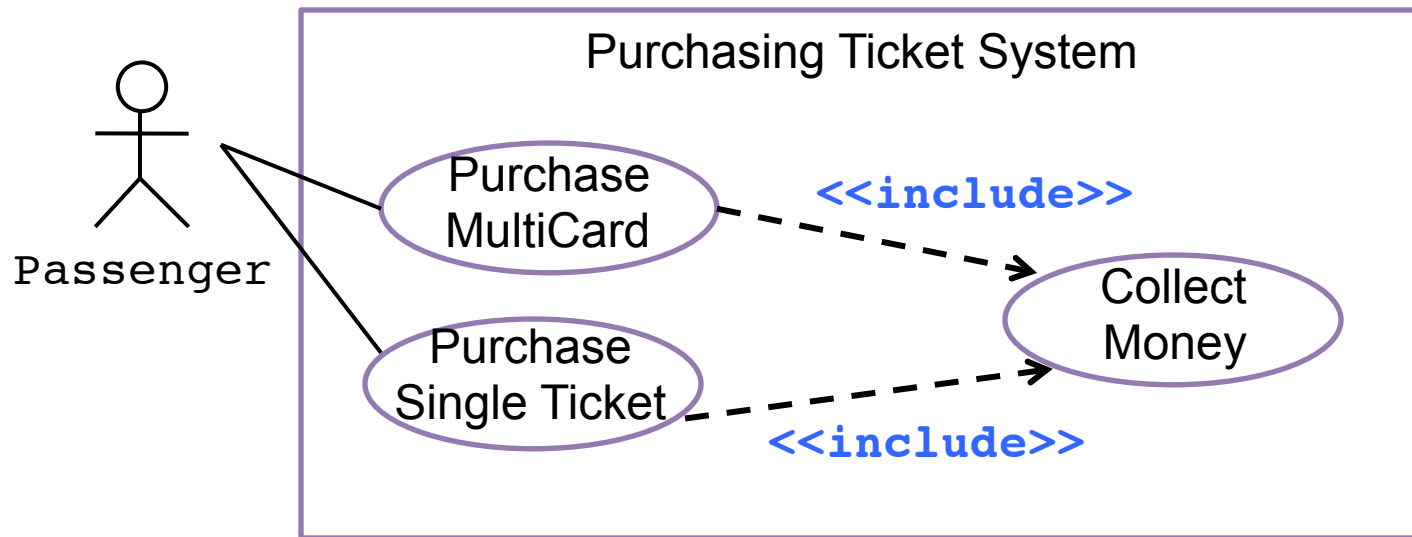 Purchasing Ticket System
Purchase
MultiCard
<<include>>
Passenger
Collect
Money
Purchase
Single Ticket
<<include>>